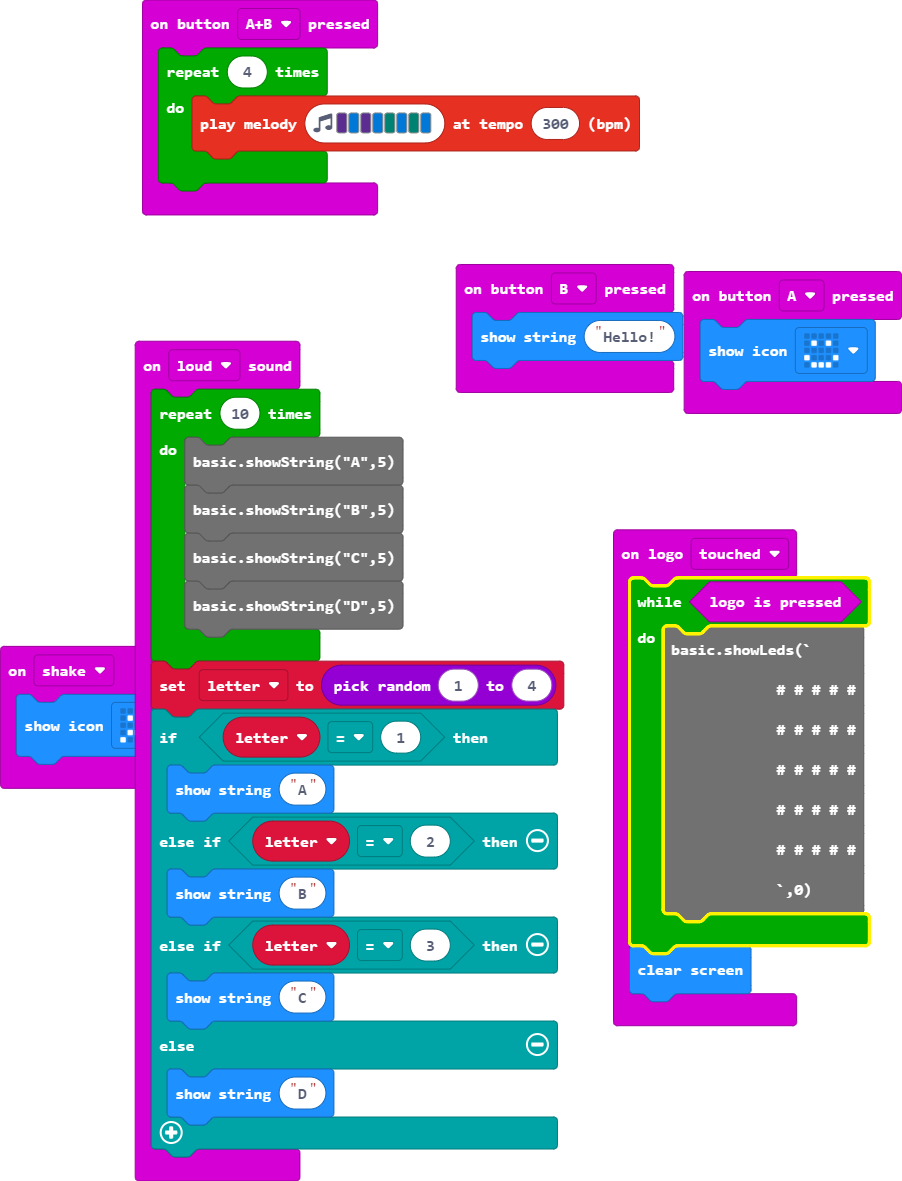 on button A+B pressed
repeat 4 times
do
play melody at tempo 300 (bpm)
on button B pressed
show string "Hello!"
on button A pressed
show icon
on loud sound
repeat 10 times
do
basic.showString("A",5)
basic.showString("B",5)
basic.showString("C",5)
basic.showString("D",5)
on shake
show icon
set letter to pick random 1 to 4
if letter = 1 then
show string "A"
else if letter = 2 then
show string "B"
else if letter = 3 then
show string "C"
else
show string "D"
on logo touched
while logo is pressed
do
basic.showLeds(`
# # # # #
# # # # #
# # # # #
# # # # #
# # # # #
`,0)
clear screen